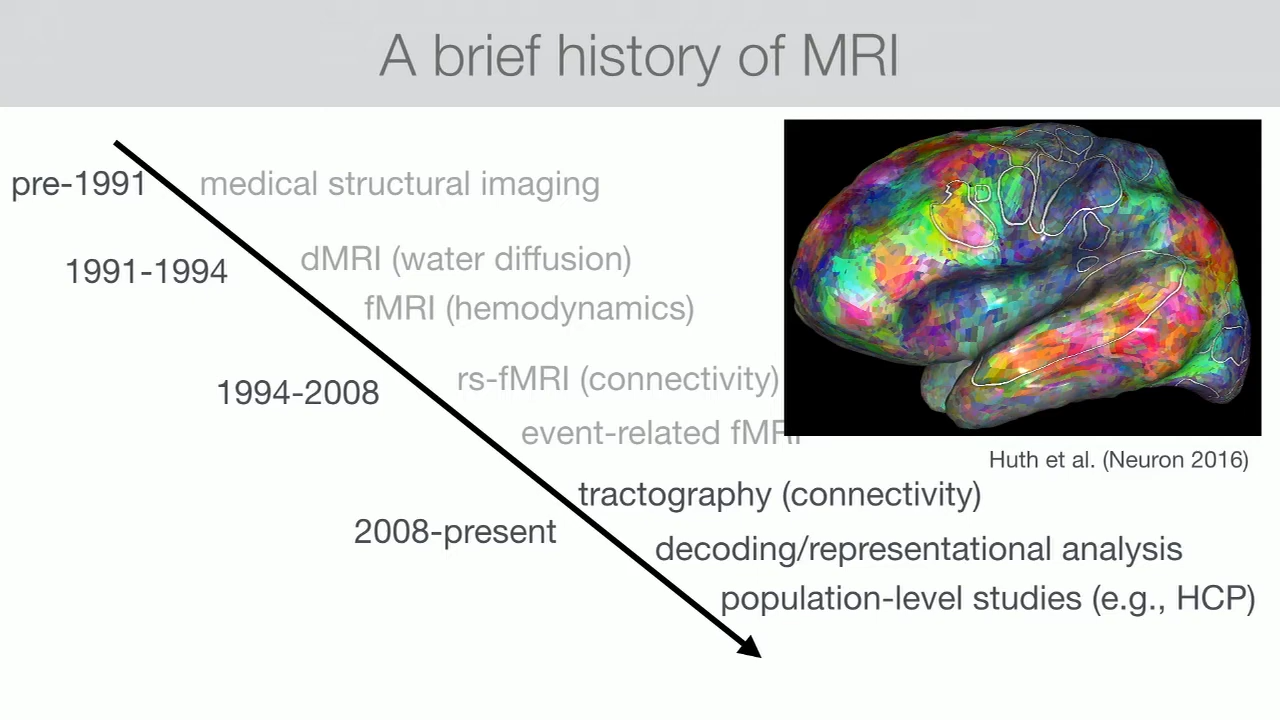 A brief history of MRI
pre-1991
medical structural imaging
1991-1994
dMRI (water diffusion)
fMRI (hemodynamics)
1994-2008
rs-fMRI (connectivity)
event-related fMRI
Huth et al. (Neuron 2016)
2008-present
tractography (connectivity)
decoding/representational analysis
population-level studies (e.g., HCP)